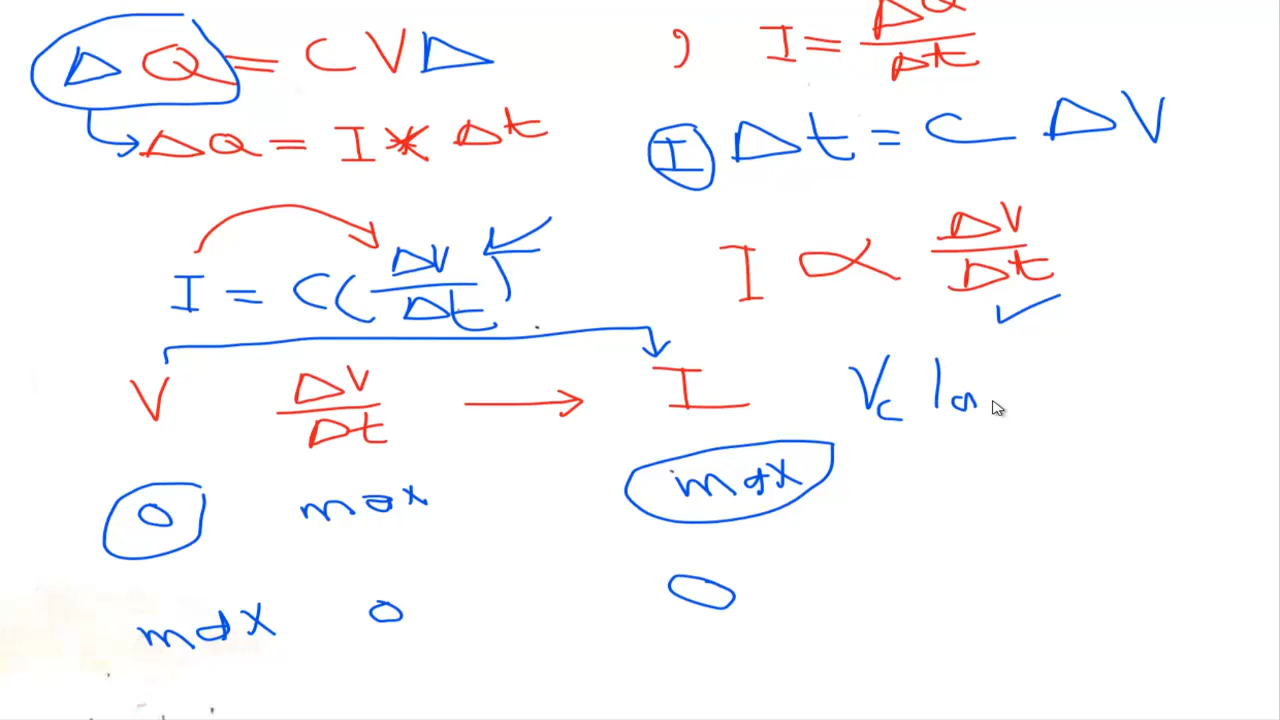 ΔQ = CVΔ , I = ΔQ/Δt
ΔQ = I * Δt
I Δt = C ΔV
I = C(ΔV/Δt)
I ∝ ΔV/Δt
V ΔV/Δt → I Vc la
0 max max
max 0 0